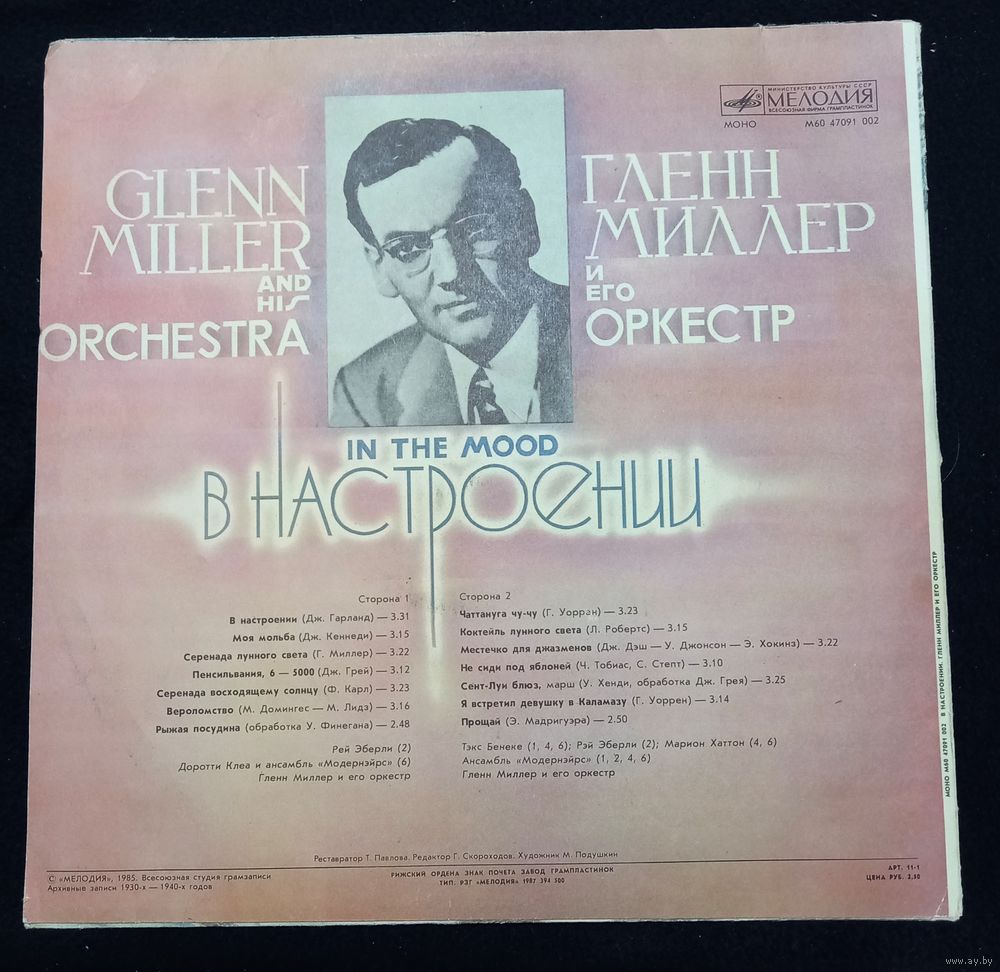 МИНИСТЕРСТВО КУЛЬТУРЫ СССР
МЕЛОДИЯ
ВСЕСОЮЗНАЯ ФИРМА ГРАМПЛАСТИНОК
МОНО М60 47091 002
GLENN
MILLER
AND
HIS
ORCHESTRA
ГЛЕНН
МИЛЛЕР
И
ЕГО
ОРКЕСТР
IN THE MOOD
В НАСТРОЕНИИ
Сторона 1
В настроении (Дж. Гарланд) — 3.31
Моя мольба (Дж. Кеннеди) — 3.15
Серенада лунного света (Г. Миллер) — 3.22
Пенсильвания, 6 — 5000 (Дж. Грей) — 3.12
Серенада восходящему солнцу (Ф. Карл) — 3.23
Вероломство (М. Домингес — М. Лидз) — 3.16
Рыжая посудина (обработка У. Финегана) — 2.48
Рей Эберли (2)
Доротти Клеа и ансамбль «Модернэйрс» (6)
Гленн Миллер и его оркестр
Сторона 2
Чаттануга чу-чу (Г. Уорран) — 3.23
Коктейль лунного света (Л. Робертс) — 3.15
Местечко для джазменов (Дж. Дэш — У. Джонсон — Э. Хокинз) — 3.22
Не сиди под яблоней (Ч. Тобиас, С. Степт) — 3.10
Сент-Луи блюз, марш (У. Хенди, обработка Дж. Грея) — 3.25
Я встретил девушку в Каламазу (Г. Уоррен) — 3.14
Прощай (Э. Мадригуэра) — 2.50
Тэкс Бенеке (1, 4, 6); Рэй Эберли (2); Марион Хаттон (4, 6)
Ансамбль «Модернэйрс» (1, 2, 4, 6)
Гленн Миллер и его оркестр
Реставратор Т. Павлова. Редактор Г. Скороходов. Художник М. Подушкин
© «МЕЛОДИЯ», 1985. Всесоюзная студия грамзаписи
Архивные записи 1930-х — 1940-х годов
РИЖСКИЙ ОРДЕНА ЗНАК ПОЧЕТА ЗАВОД ГРАМПЛАСТИНОК
ТИП. РЗГ «МЕЛОДИЯ» 1987 394 500
АРТ. 11-1
ЦЕНА РУБ. 2,50
МОНО М60 47091 002 В НАСТРОЕНИИ. ГЛЕНН МИЛЛЕР И ЕГО ОРКЕСТР
www.ay.by